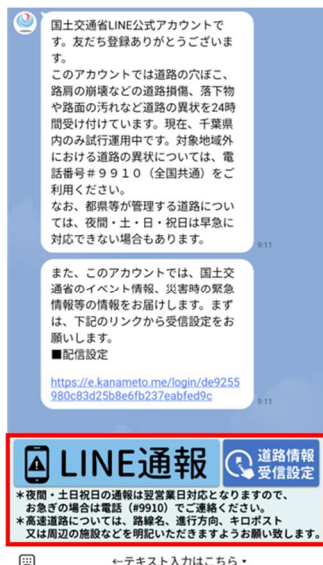 国土交通省LINE公式アカウントで
す。友だち登録ありがとうございま
す。
このアカウントでは道路の穴ぼこ、
路肩の崩壊などの道路損傷、落下物
や路面の汚れなど道路の異状を24時
間受け付けています。現在、千葉県
内のみ試行運用中です。対象地域外
における道路の異状については、電
話番号＃９９１０（全国共通）をご
利用ください。
なお、都県等が管理する道路につい
ては、夜間・土・日・祝日は早急に
対応できない場合もあります。
9:11
また、このアカウントでは、国土交
通省のイベント情報、災害時の緊急
情報等の情報をお届けします。まず
は、下記のリンクから受信設定をお
願いします。
■配信設定
https://e.kanameto.me/login/de9255
980c83d25b8e6fb237eabfed9c
9:11
LINE通報
道路情報
受信設定
＊夜間・土日祝日の通報は翌営業日対応となりますので、
お急ぎの場合は電話（#9910）でご連絡ください。
＊高速道路については、路線名、進行方向、キロポスト
又は周辺の施設などを明記いただきますようお願い致します。
←テキスト入力はこちら▾